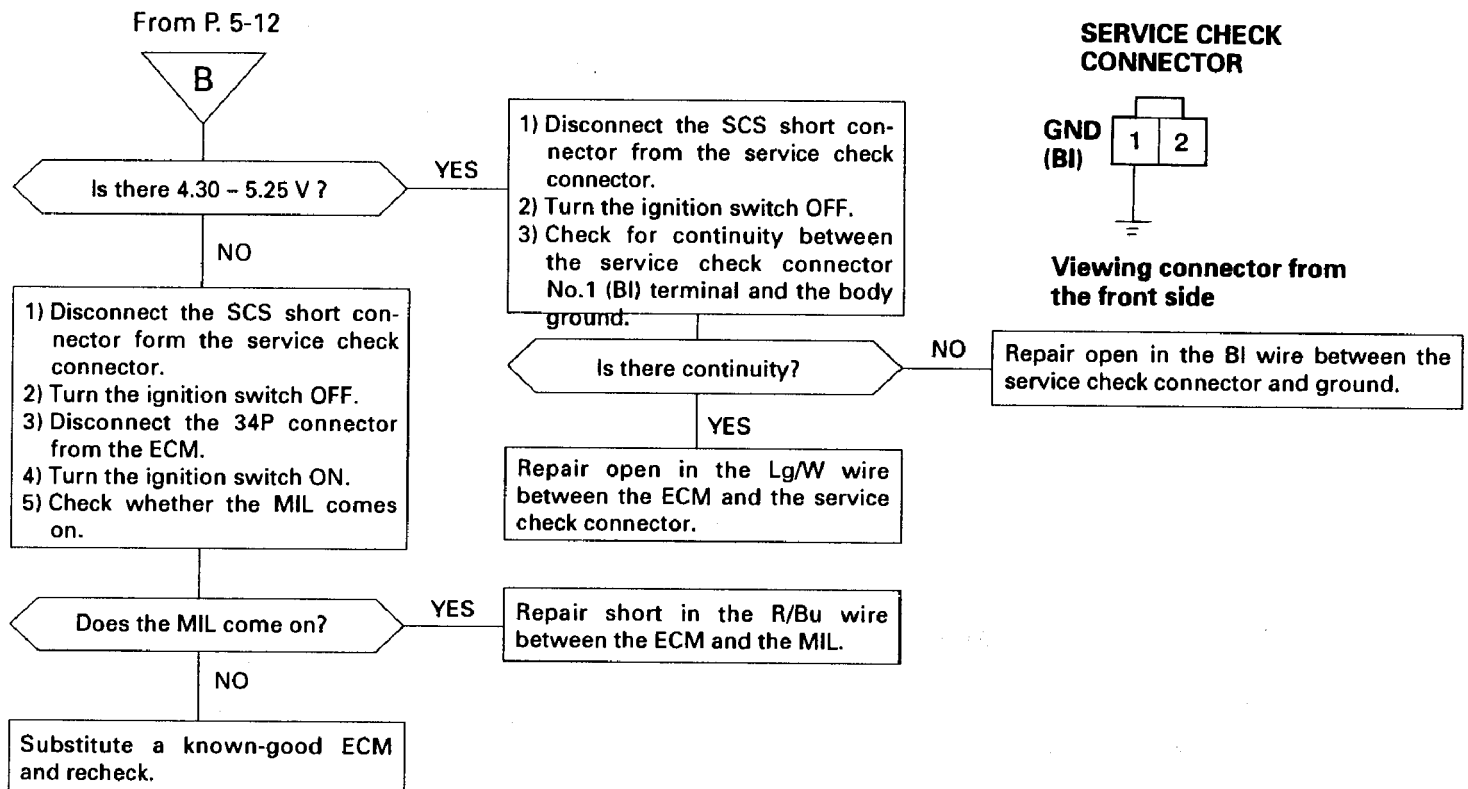 From P. 5-12
B
Is there 4.30 – 5.25 V ?
YES
NO
1) Disconnect the SCS short con-
nector from the service check
connector.
2) Turn the ignition switch OFF.
3) Check for continuity between
the service check connector
No.1 (Bl) terminal and the body
ground.
SERVICE CHECK
CONNECTOR
GND
(Bl)
1 2
Viewing connector from
the front side
1) Disconnect the SCS short con-
nector form the service check
connector.
2) Turn the ignition switch OFF.
3) Disconnect the 34P connector
from the ECM.
4) Turn the ignition switch ON.
5) Check whether the MIL comes
on.
Is there continuity?
NO
Repair open in the Bl wire between the
service check connector and ground.
YES
Repair open in the Lg/W wire
between the ECM and the service
check connector.
Does the MIL come on?
YES
Repair short in the R/Bu wire
between the ECM and the MIL.
NO
Substitute a known-good ECM
and recheck.